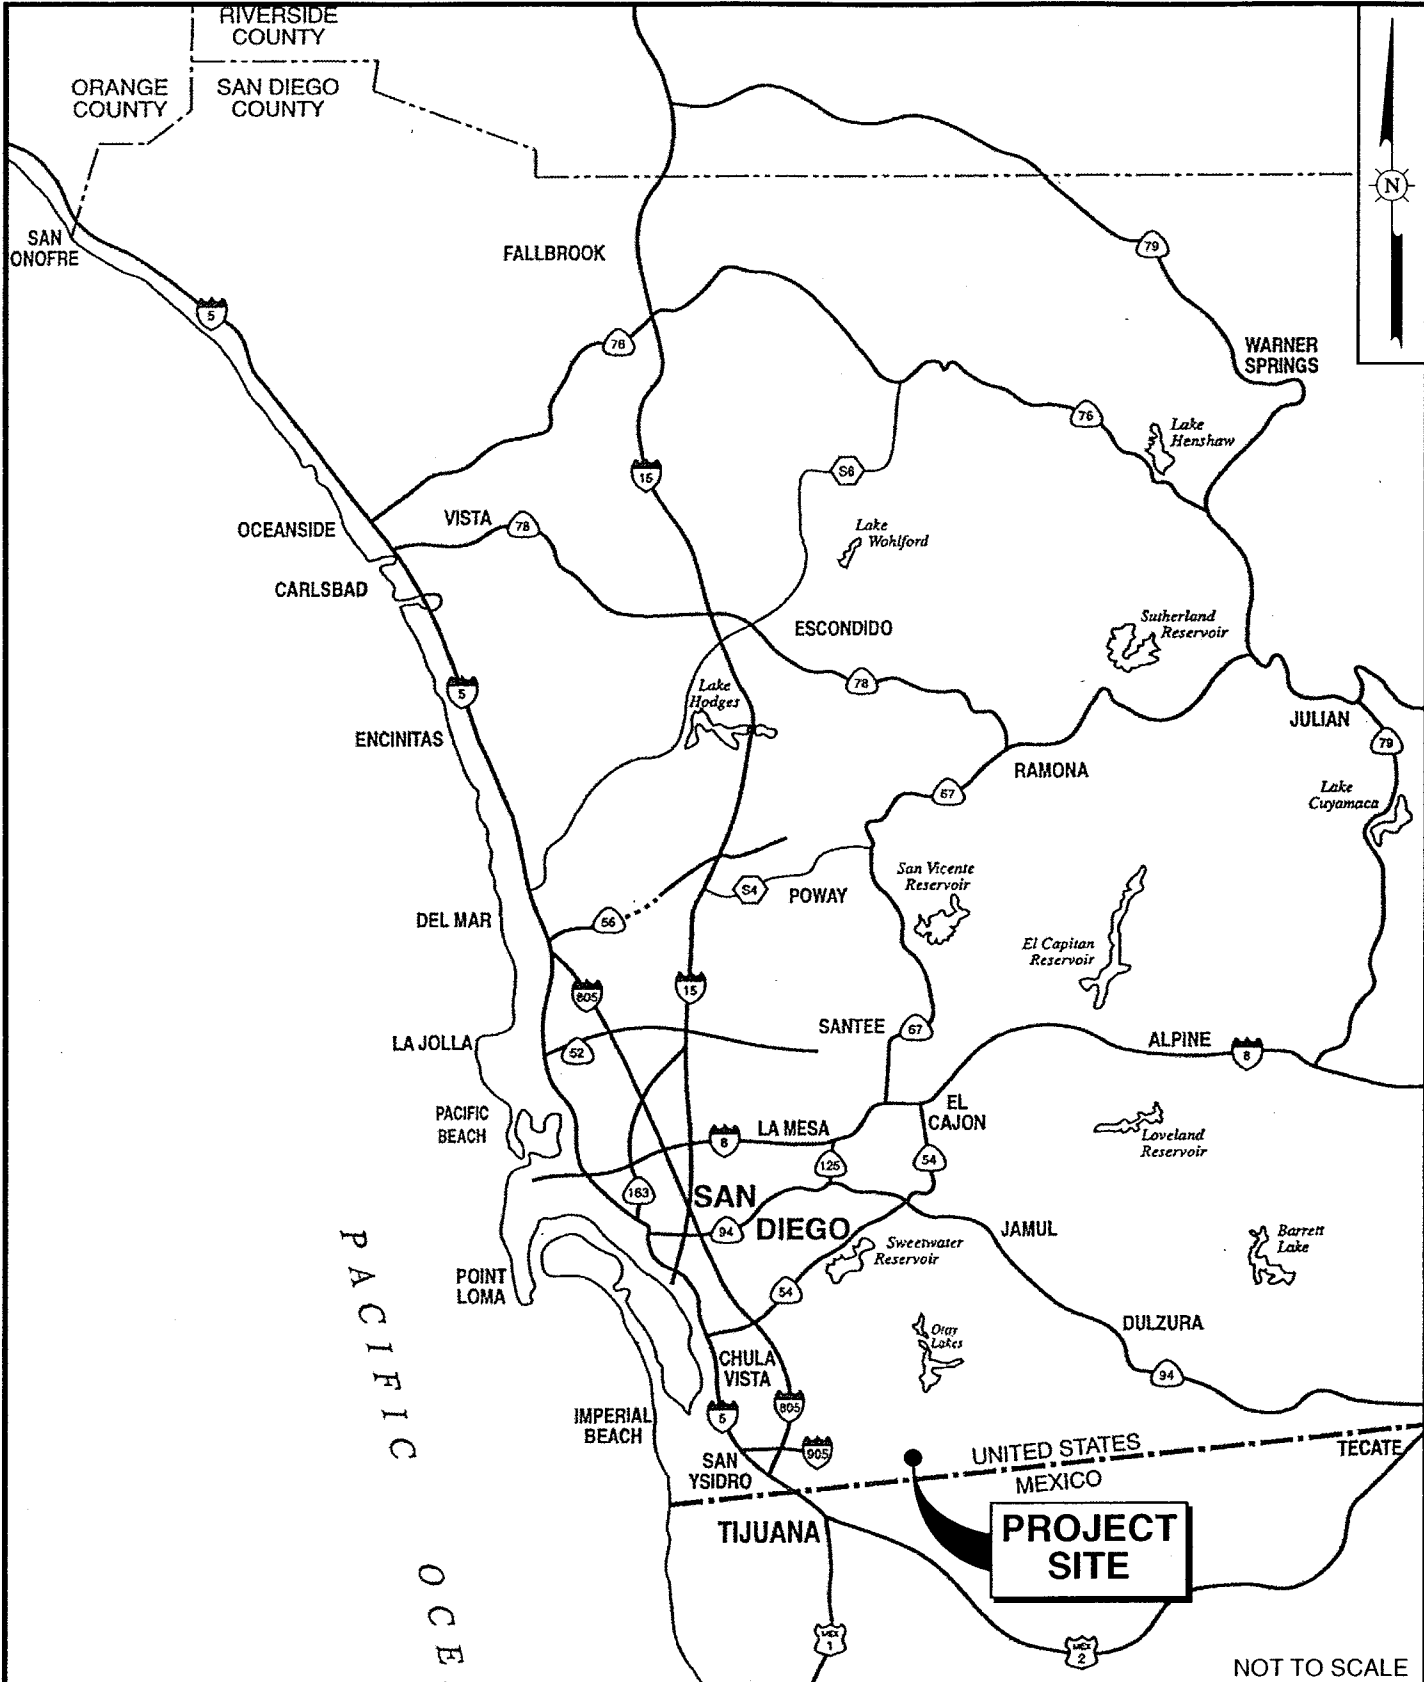 RIVERSIDE
COUNTY
ORANGE
COUNTY
SAN DIEGO
COUNTY
N
SAN
ONOFRE
FALLBROOK
79
5
76
WARNER
SPRINGS
76
Lake
Henshaw
15
S6
OCEANSIDE
VISTA
78
Lake
Wohlford
CARLSBAD
ESCONDIDO
Sutherland
Reservoir
5
78
Lake
Hodges
ENCINITAS
JULIAN
79
RAMONA
67
Lake
Cuyamaca
San Vicente
Reservoir
S4
POWAY
DEL MAR
56
El Capitan
Reservoir
805
15
SANTEE
67
LA JOLLA
52
ALPINE
8
PACIFIC
BEACH
LA MESA
8
EL
CAJON
Loveland
Reservoir
125
54
163
SAN
DIEGO
94
JAMUL
Sweetwater
Reservoir
Barrett
Lake
POINT
LOMA
54
DULZURA
Otay
Lakes
CHULA
VISTA
94
805
5
IMPERIAL
BEACH
905
SAN
YSIDRO
UNITED STATES
MEXICO
TECATE
TIJUANA
PROJECT
SITE
PACIFIC OCE
MEX
1
MEX
2
NOT TO SCALE